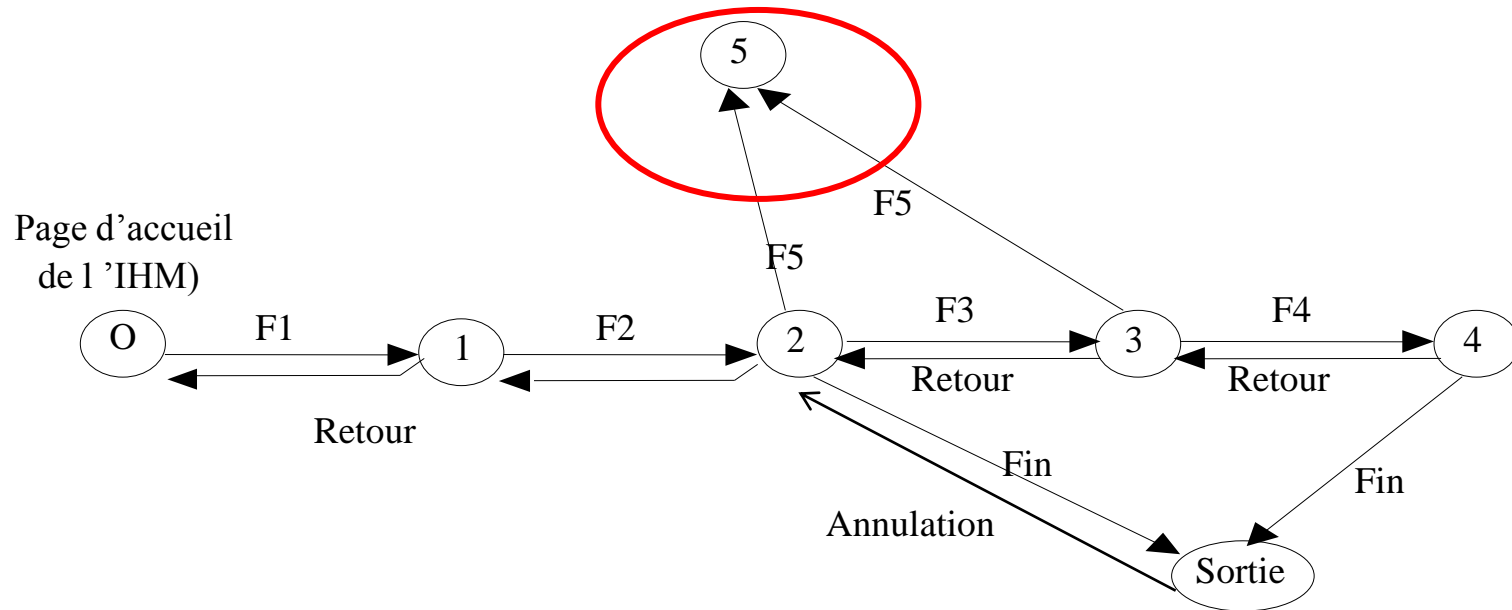 5
F5
Page d’accueil
de l ’IHM)
F5
O
F1
1
F2
2
F3
3
F4
4
Retour
Retour
Retour
Fin
Fin
Annulation
Sortie